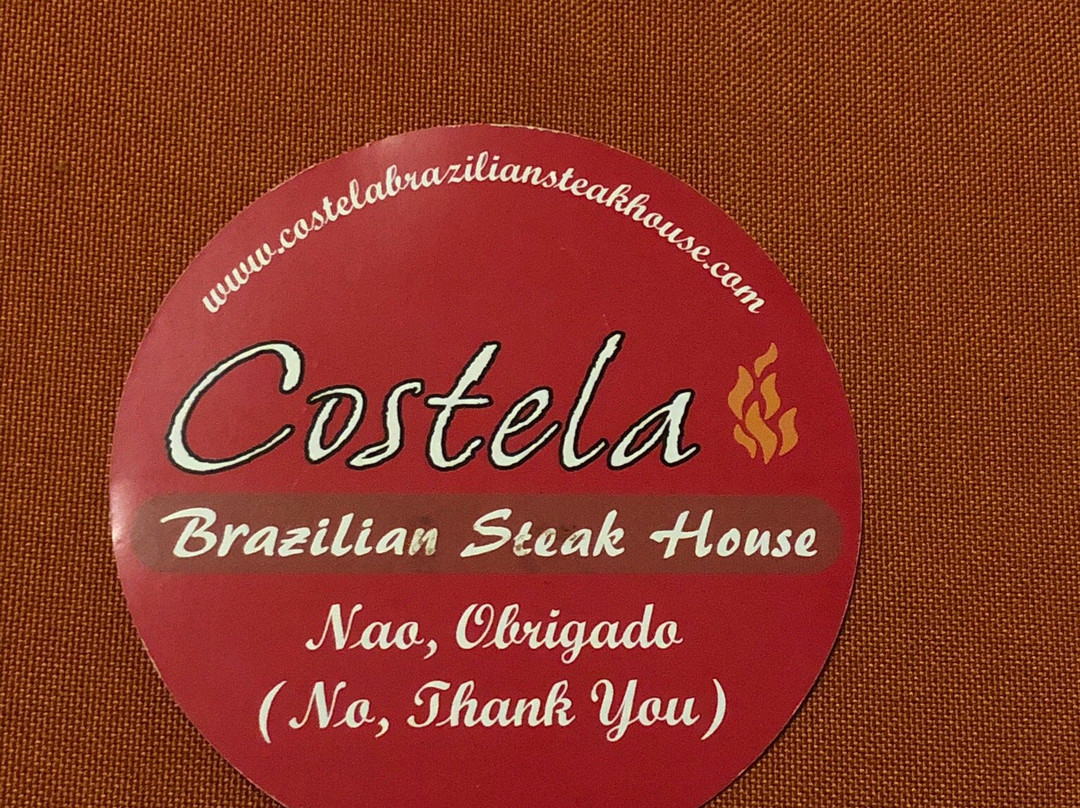 www.costelabraziliansteakhouse.com
Costela
Brazilian Steak House
Nao, Obrigado
(No, Thank You)